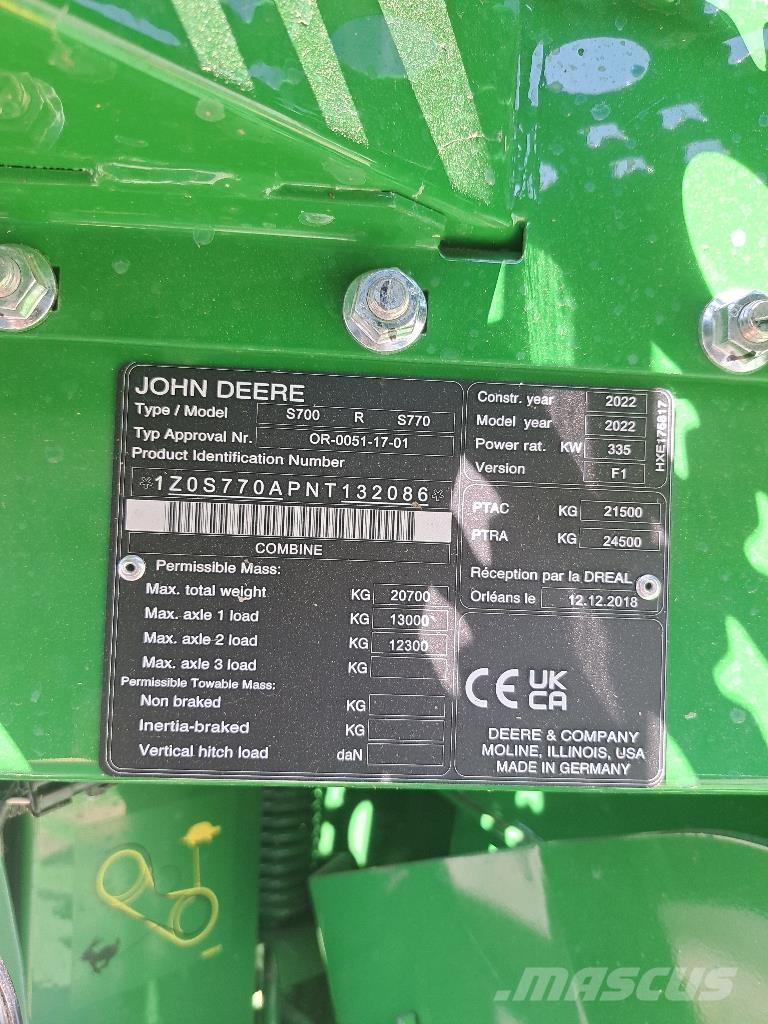 JOHN DEERE
Type / Model S700 R S770
Typ Approval Nr. OR-0051-17-01
Product Identification Number
*1Z0S770APNT132086*
COMBINE
Permissible Mass:
Max. total weight KG 20700
Max. axle 1 load KG 13000
Max. axle 2 load KG 12300
Max. axle 3 load KG
Permissible Towable Mass:
Non braked KG
Inertia-braked KG
Vertical hitch load daN
Constr. year 2022
Model year 2022
Power rat. KW 335
Version F1
HXE175817
PTAC KG 21500
PTRA KG 24500
Réception par la DREAL
Orléans le 12.12.2018
CE UK
CA
DEERE & COMPANY
MOLINE, ILLINOIS, USA
MADE IN GERMANY
MASCUS